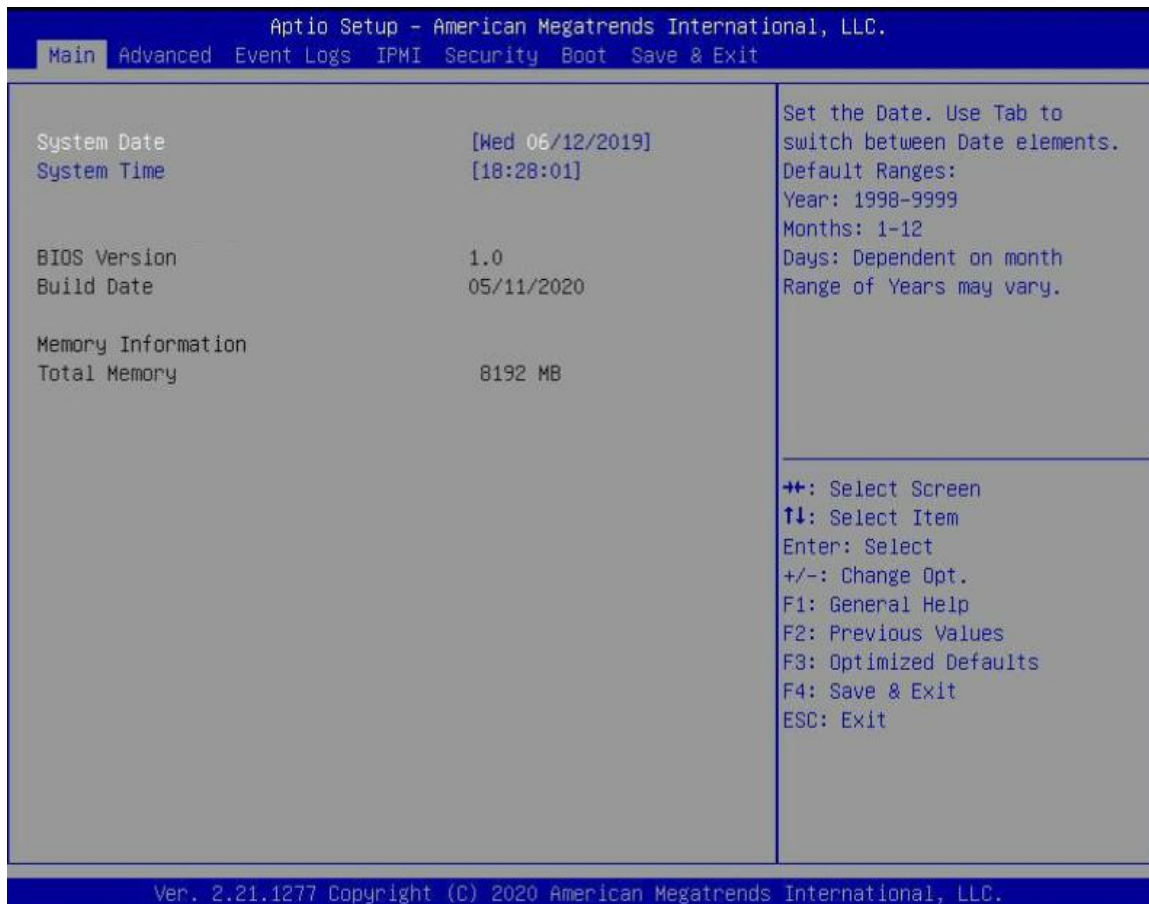 Aptio Setup – American Megatrends International, LLC.
Main Advanced Event Logs IPMI Security Boot Save & Exit
System Date [Wed 06/12/2019]
System Time [18:28:01]
BIOS Version 1.0
Build Date 05/11/2020
Memory Information
Total Memory 8192 MB
Set the Date. Use Tab to
switch between Date elements.
Default Ranges:
Year: 1998-9999
Months: 1-12
Days: Dependent on month
Range of Years may vary.
→←: Select Screen
↑↓: Select Item
Enter: Select
+/-: Change Opt.
F1: General Help
F2: Previous Values
F3: Optimized Defaults
F4: Save & Exit
ESC: Exit
Ver. 2.21.1277 Copyright (C) 2020 American Megatrends International, LLC.